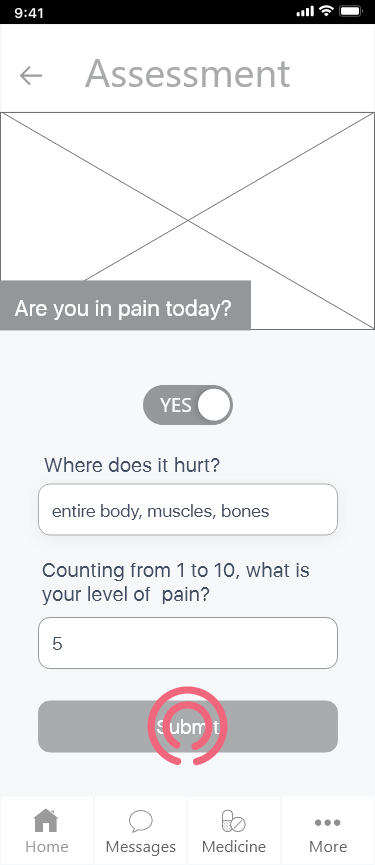 9:41
Assessment
Are you in pain today?
YES
Where does it hurt?
entire body, muscles, bones
Counting from 1 to 10, what is
your level of pain?
5
Submit
Home
Messages
Medicine
More